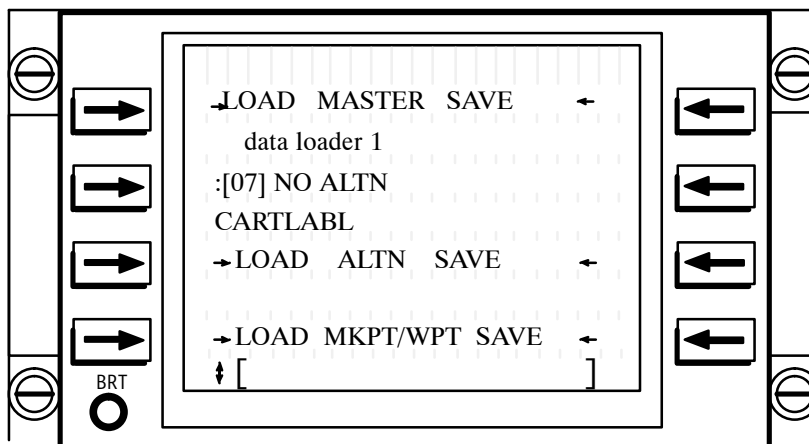 →LOAD MASTER SAVE ←
data loader 1
:[07] NO ALTN
CARTLABL
→LOAD ALTN SAVE ←
→LOAD MKPT/WPT SAVE ←
↕ [ ]
BRT